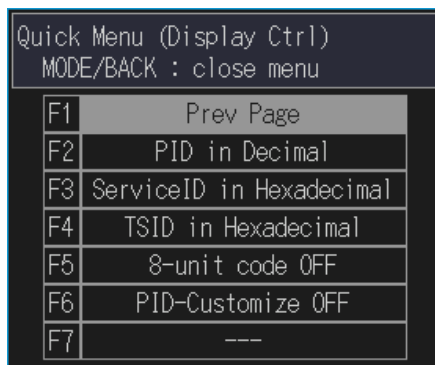 Quick Menu (Display Ctrl)
MODE/BACK : close menu
F1 Prev Page
F2 PID in Decimal
F3 ServiceID in Hexadecimal
F4 TSID in Hexadecimal
F5 8-unit code OFF
F6 PID-Customize OFF
F7 ---